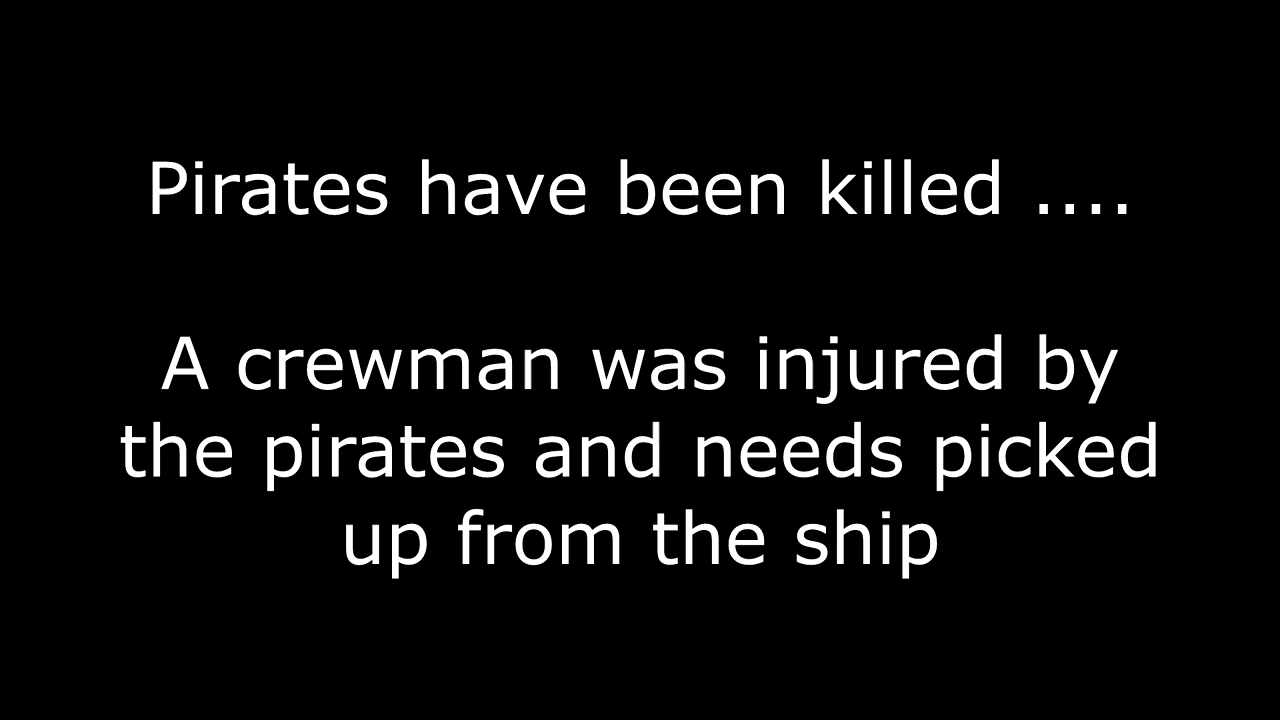 Pirates have been killed ....
A crewman was injured by
the pirates and needs picked
up from the ship